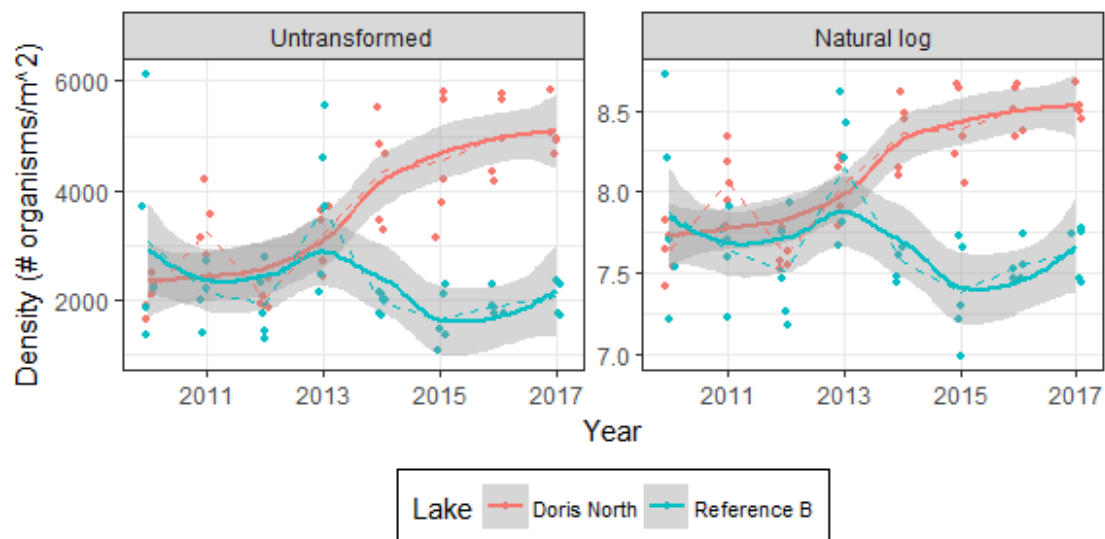 Untransformed
Natural log
Density (# organisms/m^2)
6000
4000
2000
8.5
8.0
7.5
7.0
2011 2013 2015 2017
2011 2013 2015 2017
Year
Lake Doris North Reference B